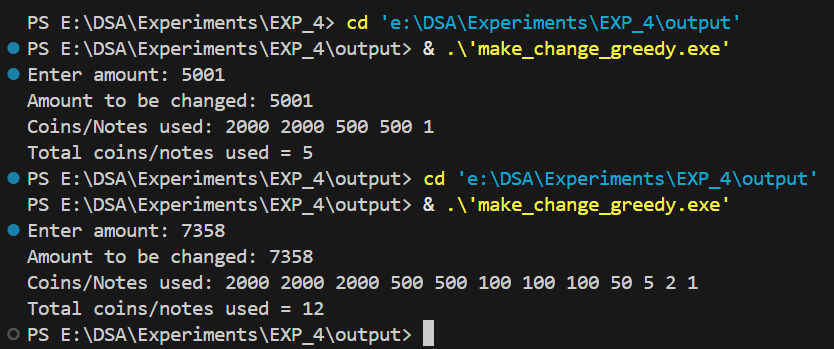 PS E:\DSA\Experiments\EXP_4> cd 'e:\DSA\Experiments\EXP_4\output'
PS E:\DSA\Experiments\EXP_4\output> & .\'make_change_greedy.exe'
Enter amount: 5001
Amount to be changed: 5001
Coins/Notes used: 2000 2000 500 500 1
Total coins/notes used = 5
PS E:\DSA\Experiments\EXP_4\output> cd 'e:\DSA\Experiments\EXP_4\output'
PS E:\DSA\Experiments\EXP_4\output> & .\'make_change_greedy.exe'
Enter amount: 7358
Amount to be changed: 7358
Coins/Notes used: 2000 2000 2000 500 500 100 100 100 50 5 2 1
Total coins/notes used = 12
PS E:\DSA\Experiments\EXP_4\output>